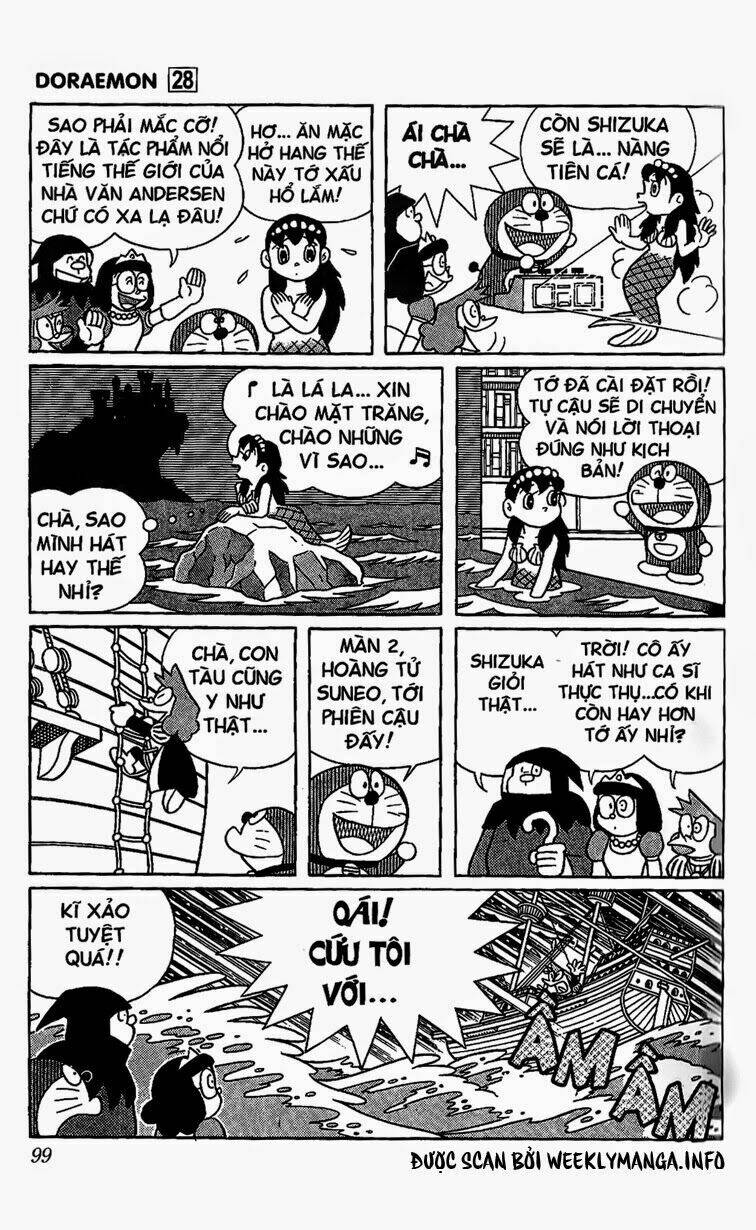 DORAEMON 28
CÒN SHIZUKA
SẼ LÀ... NÀNG
TIÊN CÁ!
ÁI CHÀ
CHÀ...
HƠ... ĂN MẶC
HỞ HANG THẾ
NÀY TỚ XẤU
HỔ LẮM!
SAO PHẢI MẮC CỠ!
ĐÂY LÀ TÁC PHẨM NỔI
TIẾNG THẾ GIỚI CỦA
NHÀ VĂN ANDERSEN
CHỨ CÓ XA LẠ ĐÂU!
TỚ ĐÃ CÀI ĐẶT RỒI!
TỰ CẬU SẼ DI CHUYỂN
VÀ NÓI LỜI THOẠI
ĐÚNG NHƯ KỊCH
BẢN!
LÀ LÁ LA... XIN
CHÀO MẶT TRĂNG,
CHÀO NHỮNG
VÌ SAO...
CHÀ, SAO
MÌNH HÁT
HAY THẾ
NHỈ?
TRỜI! CÔ ẤY
HÁT NHƯ CA SĨ
THỰC THỤ...CÓ KHI
CÒN HAY HƠN
TỚ ẤY NHỈ?
SHIZUKA
GIỎI
THẬT...
MÀN 2,
HOÀNG TỬ
SUNEO, TỚI
PHIÊN CẬU
ĐẤY!
CHÀ, CON
TÀU CŨNG
Y NHƯ
THẬT...
OÁI!
CỨU TÔI
VỚI...
ẦM ẦM
KĨ XẢO
TUYỆT
QUÁ!!
99
ĐƯỢC SCAN BỞI WEEKLYMANGA.INFO